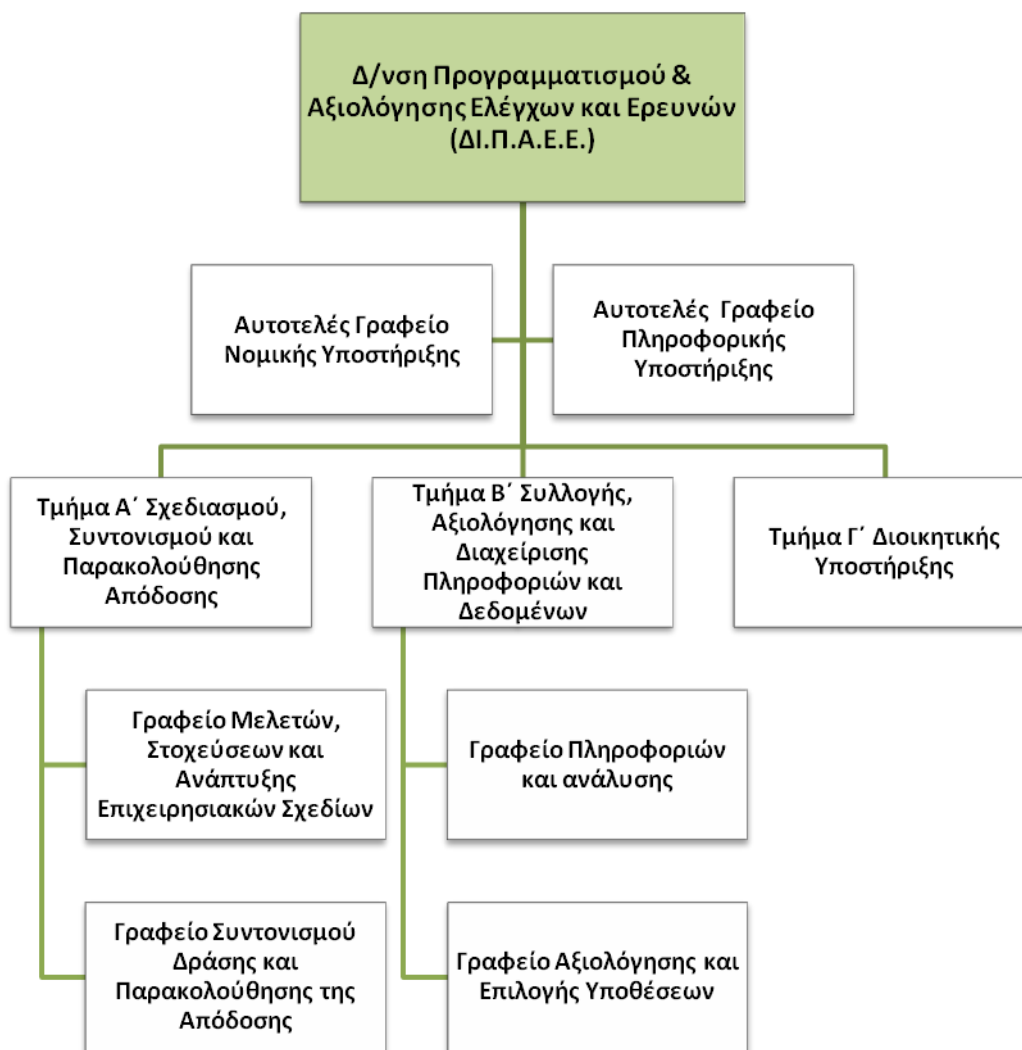 Δ/νση Προγραμματισμού &
Αξιολόγησης Ελέγχων και Ερευνών
(ΔΙ.Π.Α.Ε.Ε.)
Αυτοτελές Γραφείο
Νομικής Υποστήριξης
Αυτοτελές Γραφείο
Πληροφορικής
Υποστήριξης
Τμήμα Α΄ Σχεδιασμού,
Συντονισμού και
Παρακολούθησης
Απόδοσης
Τμήμα Β΄ Συλλογής,
Αξιολόγησης και
Διαχείρισης
Πληροφοριών και
Δεδομένων
Τμήμα Γ΄ Διοικητικής
Υποστήριξης
Γραφείο Μελετών,
Στοχεύσεων και
Ανάπτυξης
Επιχειρησιακών Σχεδίων
Γραφείο Πληροφοριών
και ανάλυσης
Γραφείο Συντονισμού
Δράσης και
Παρακολούθησης της
Απόδοσης
Γραφείο Αξιολόγησης και
Επιλογής Υποθέσεων